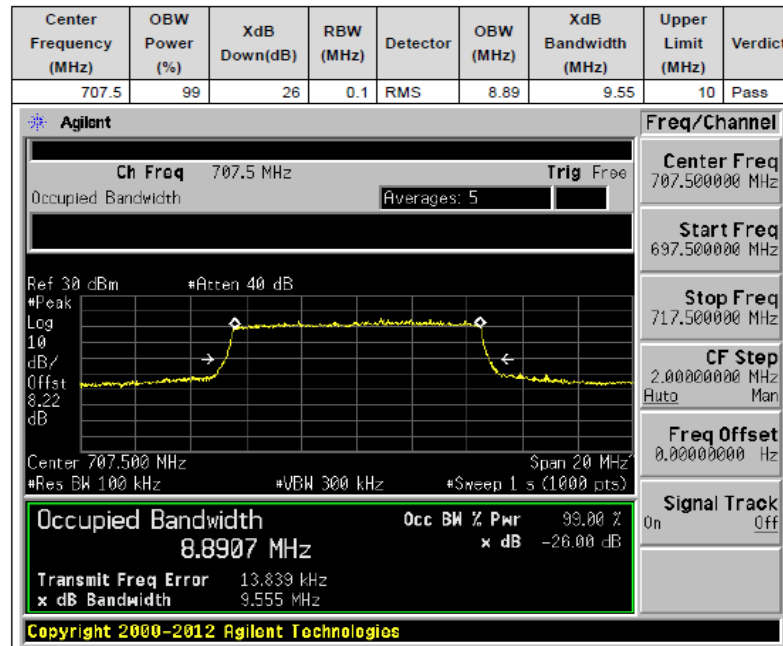 Center Frequency (MHz) OBW Power (%) XdB Down(dB) RBW (MHz) Detector OBW (MHz) XdB Bandwidth (MHz) Upper Limit (MHz) Verdict
707.5 99 26 0.1 RMS 8.89 9.55 10 Pass
Agilent Freq/Channel
Ch Freq 707.5 MHz Trig Free
Occupied Bandwidth Averages: 5
Center Freq
707.500000 MHz
Start Freq
697.500000 MHz
Stop Freq
717.500000 MHz
CF Step
2.00000000 MHz
Auto Man
Freq Offset
0.00000000 Hz
Signal Track
On Off
Ref 30 dBm #Atten 40 dB
#Peak
Log
10
dB/
Offst
8.22
dB
Center 707.500 MHz Span 20 MHz
#Res BW 100 kHz #VBW 300 kHz #Sweep 1 s (1000 pts)
Occupied Bandwidth Occ BW % Pwr 99.00 %
8.8907 MHz x dB -26.00 dB
Transmit Freq Error 13.839 kHz
x dB Bandwidth 9.555 MHz
Copyright 2000-2012 Agilent Technologies